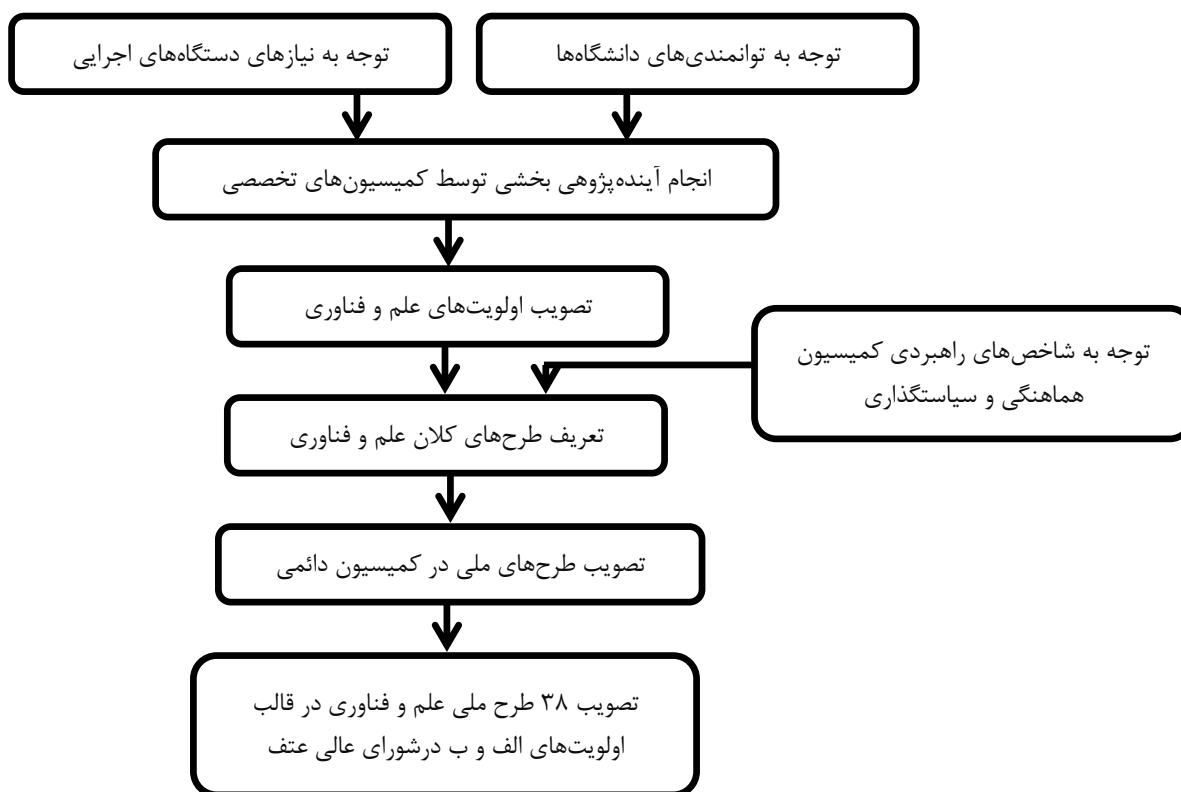 توجه به توانمندی‌های دانشگاه‌ها
توجه به نیازهای دستگاه‌های اجرایی
انجام آینده‌پژوهی بخشی توسط کمیسیون‌های تخصصی
تصویب اولویت‌های علم و فناوری
توجه به شاخص‌های راهبردی کمیسیون
هماهنگی و سیاستگذاری
تعریف طرح‌های کلان علم و فناوری
تصویب طرح‌های ملی در کمیسیون دائمی
تصویب ۳۸ طرح ملی علم و فناوری در قالب
اولویت‌های الف و ب درشورای عالی عتف